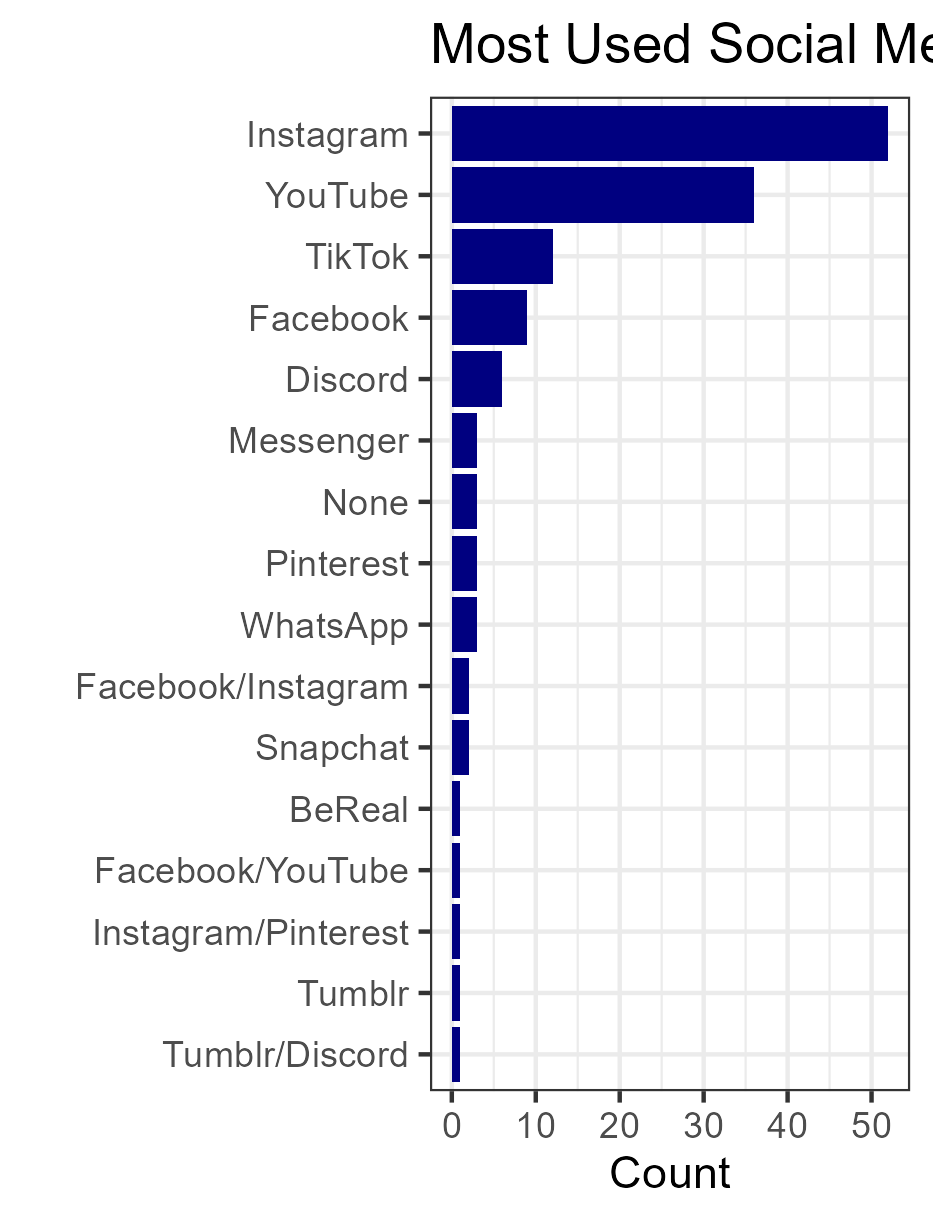 Most Used Social Me
Instagram
YouTube
TikTok
Facebook
Discord
Messenger
None
Pinterest
WhatsApp
Facebook/Instagram
Snapchat
BeReal
Facebook/YouTube
Instagram/Pinterest
Tumblr
Tumblr/Discord
0 10 20 30 40 50
Count